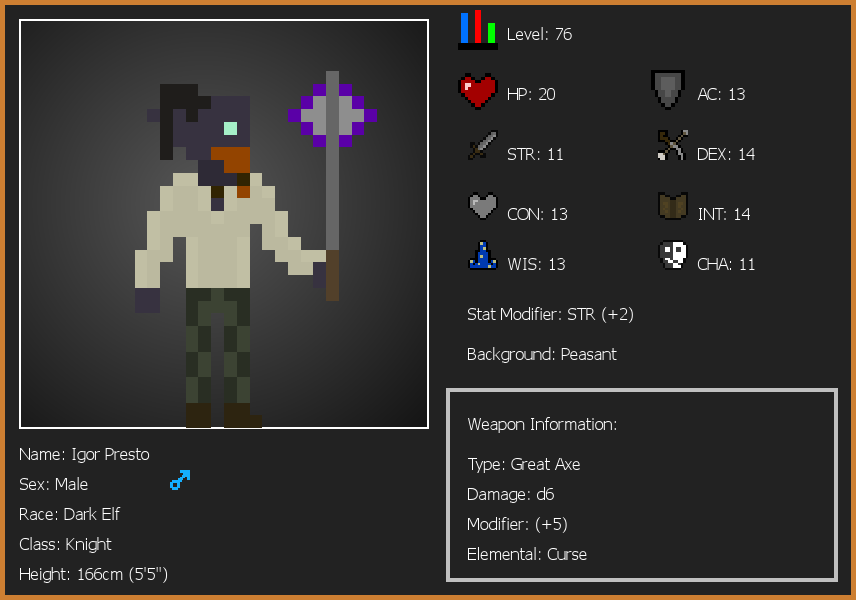 Level: 76
HP: 20
AC: 13
STR: 11
DEX: 14
CON: 13
INT: 14
WIS: 13
CHA: 11
Stat Modifier: STR (+2)
Background: Peasant
Weapon Information:
Type: Great Axe
Damage: d6
Modifier: (+5)
Elemental: Curse
Name: Igor Presto
Sex: Male
Race: Dark Elf
Class: Knight
Height: 166cm (5'5")